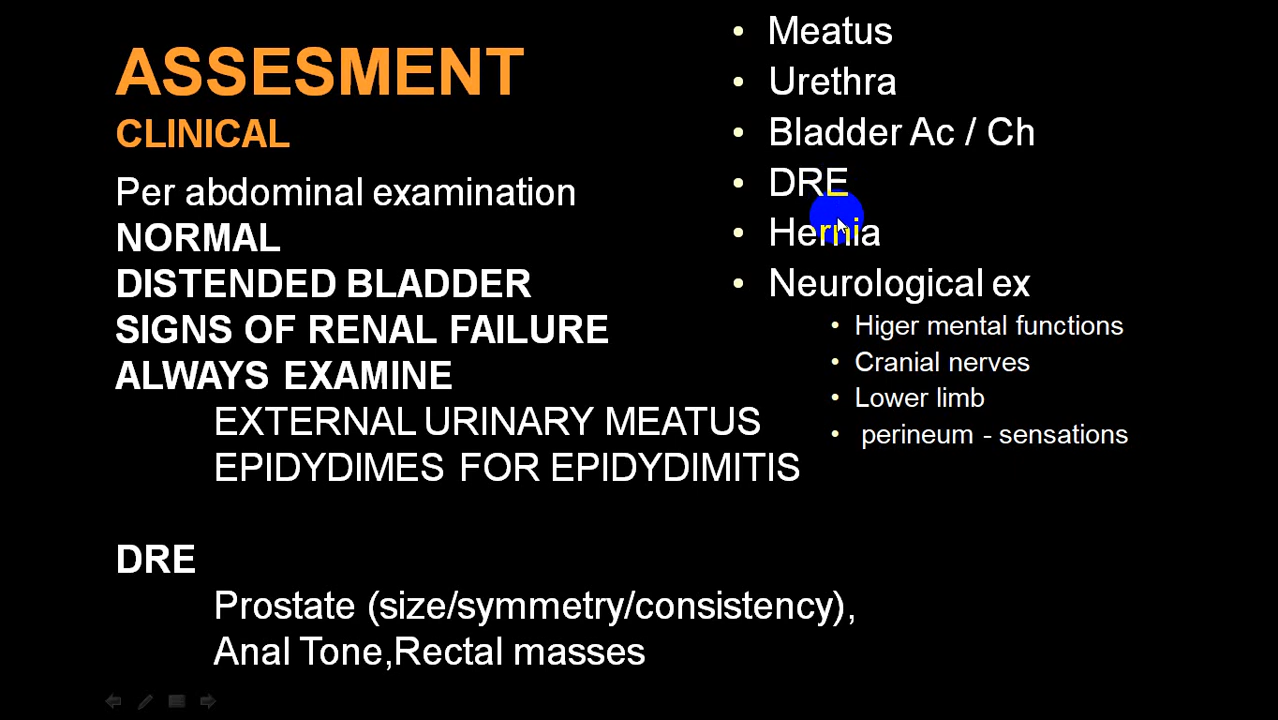 ASSESMENT
CLINICAL
Per abdominal examination
NORMAL
DISTENDED BLADDER
SIGNS OF RENAL FAILURE
ALWAYS EXAMINE
EXTERNAL URINARY MEATUS
EPIDYDIMES FOR EPIDYDIMITIS
DRE
Prostate (size/symmetry/consistency),
Anal Tone,Rectal masses
• Meatus
• Urethra
• Bladder Ac / Ch
• DRE
• Hernia
• Neurological ex
• Higer mental functions
• Cranial nerves
• Lower limb
• perineum - sensations